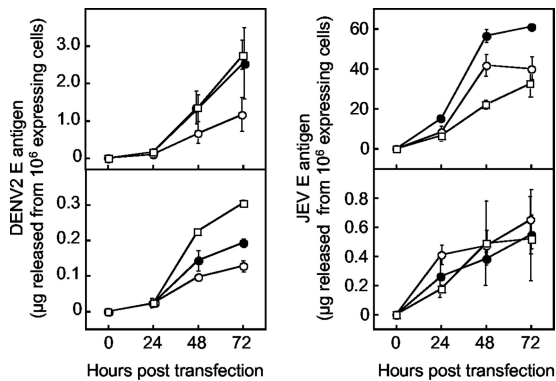 DENV2 E antigen
(µg released from 10⁶ expressing cells)
3.0
2.0
1.0
0
0.3
0.2
0.1
0
0 24 48 72
Hours post transfection
JEV E antigen
(µg released from 10⁶ expressing cells)
60
40
20
0
0.8
0.6
0.4
0.2
0
0 24 48 72
Hours post transfection